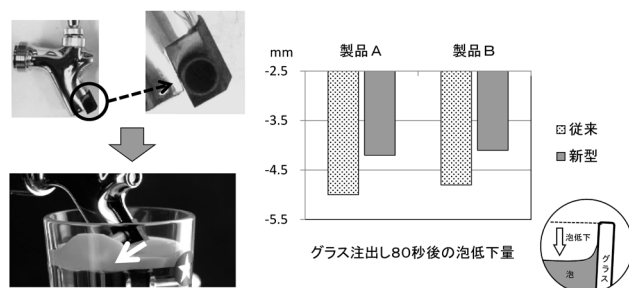 mm
製品A
製品B
-2.5
-3.5
-4.5
-5.5
従来
新型
グラス注出し80秒後の泡低下量
泡低下
泡
グラス